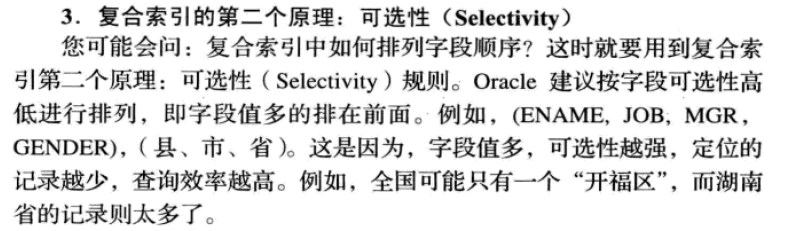 3．复合索引的第二个原理：可选性（Selectivity）
您可能会问：复合索引中如何排列字段顺序？这时就要用到复合索
引第二个原理：可选性（Selectivity）规则。Oracle 建议按字段可选性高
低进行排列，即字段值多的排在前面。例如，(ENAME, JOB, MGR,
GENDER)，（县、市、省）。这是因为，字段值多，可选性越强，定位的
记录越少，查询效率越高。例如，全国可能只有一个“开福区”，而湖南
省的记录则太多了。